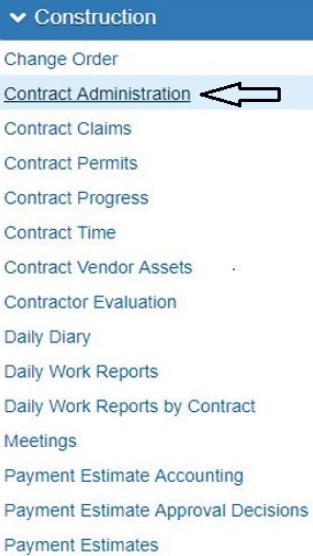 Construction
Change Order
Contract Administration
Contract Claims
Contract Permits
Contract Progress
Contract Time
Contract Vendor Assets
Contractor Evaluation
Daily Diary
Daily Work Reports
Daily Work Reports by Contract
Meetings
Payment Estimate Accounting
Payment Estimate Approval Decisions
Payment Estimates